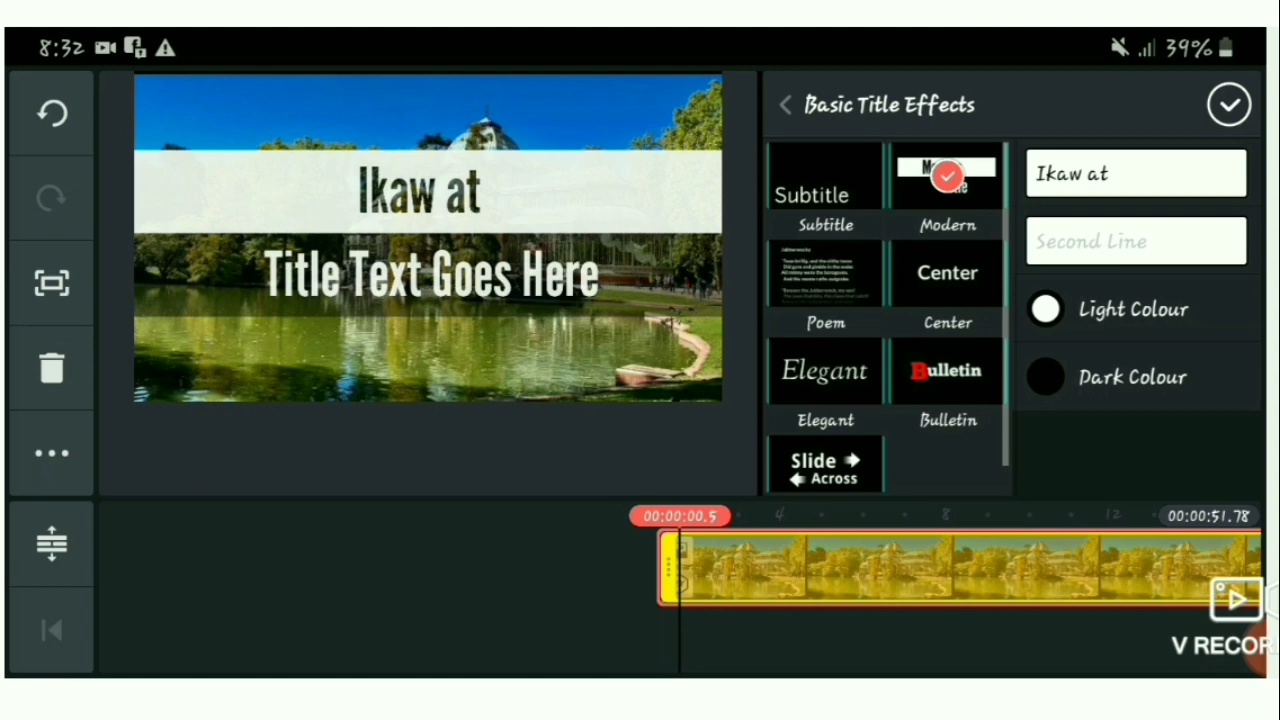 8:32
39%
Basic Title Effects
Ikaw at
Title Text Goes Here
Subtitle
Subtitle
Modern
Ikaw at
Second Line
Poem
Center
Center
Light Colour
Elegant
Elegant
Bulletin
Bulletin
Dark Colour
Slide
Across
00:00:00.5
4
8
12
00:00:51.78
V RECOR